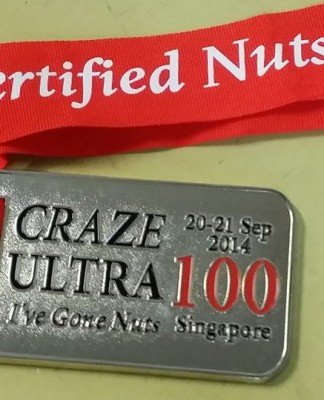 ertified Nuts
CRAZE 20-21 Sep
2014
ULTRA 100
I've Gone Nuts Singapore